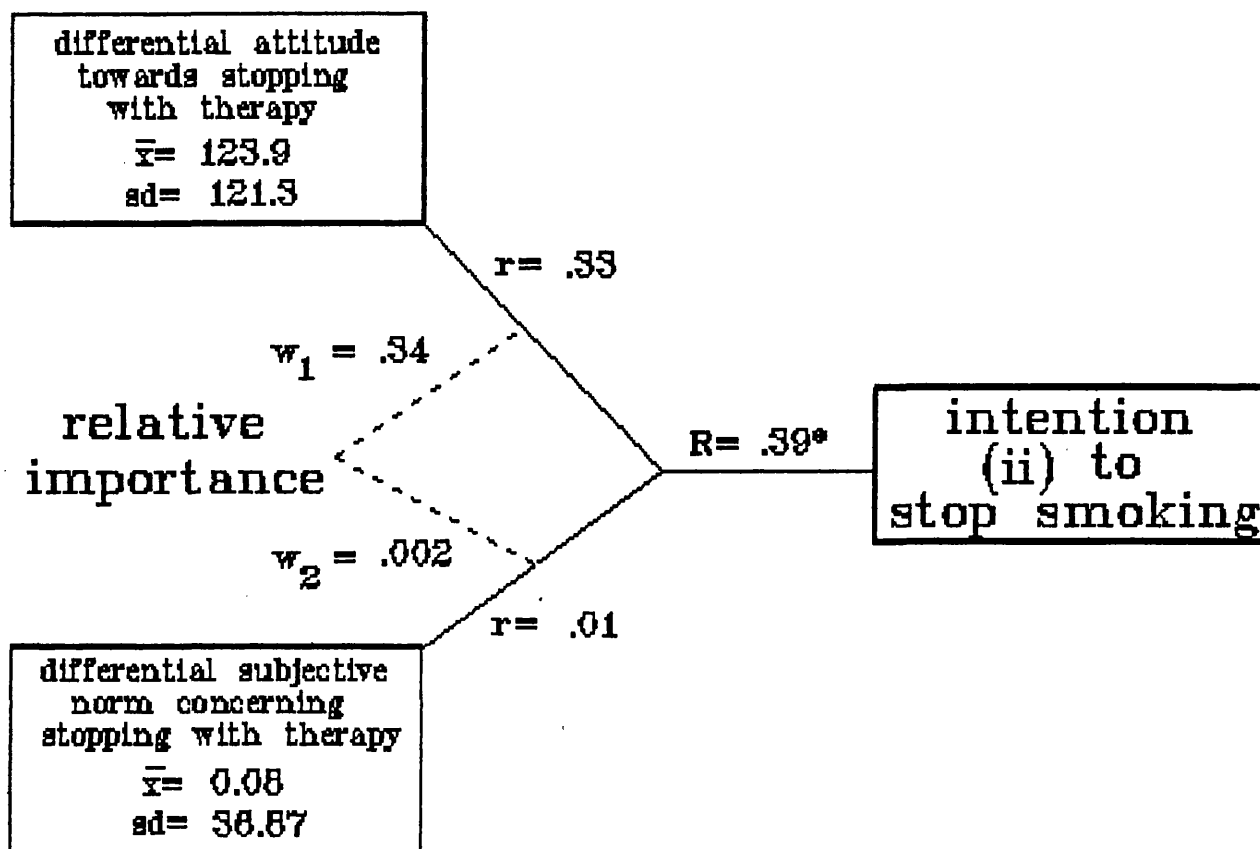 differential attitude
towards stopping
with therapy
x̄= 123.9
sd= 121.3
r= .33
w₁ = .34
relative
importance
R= .39*
intention
(ii) to
stop smoking
w₂ = .002
r= .01
differential subjective
norm concerning
stopping with therapy
x̄= 0.08
sd= 36.87